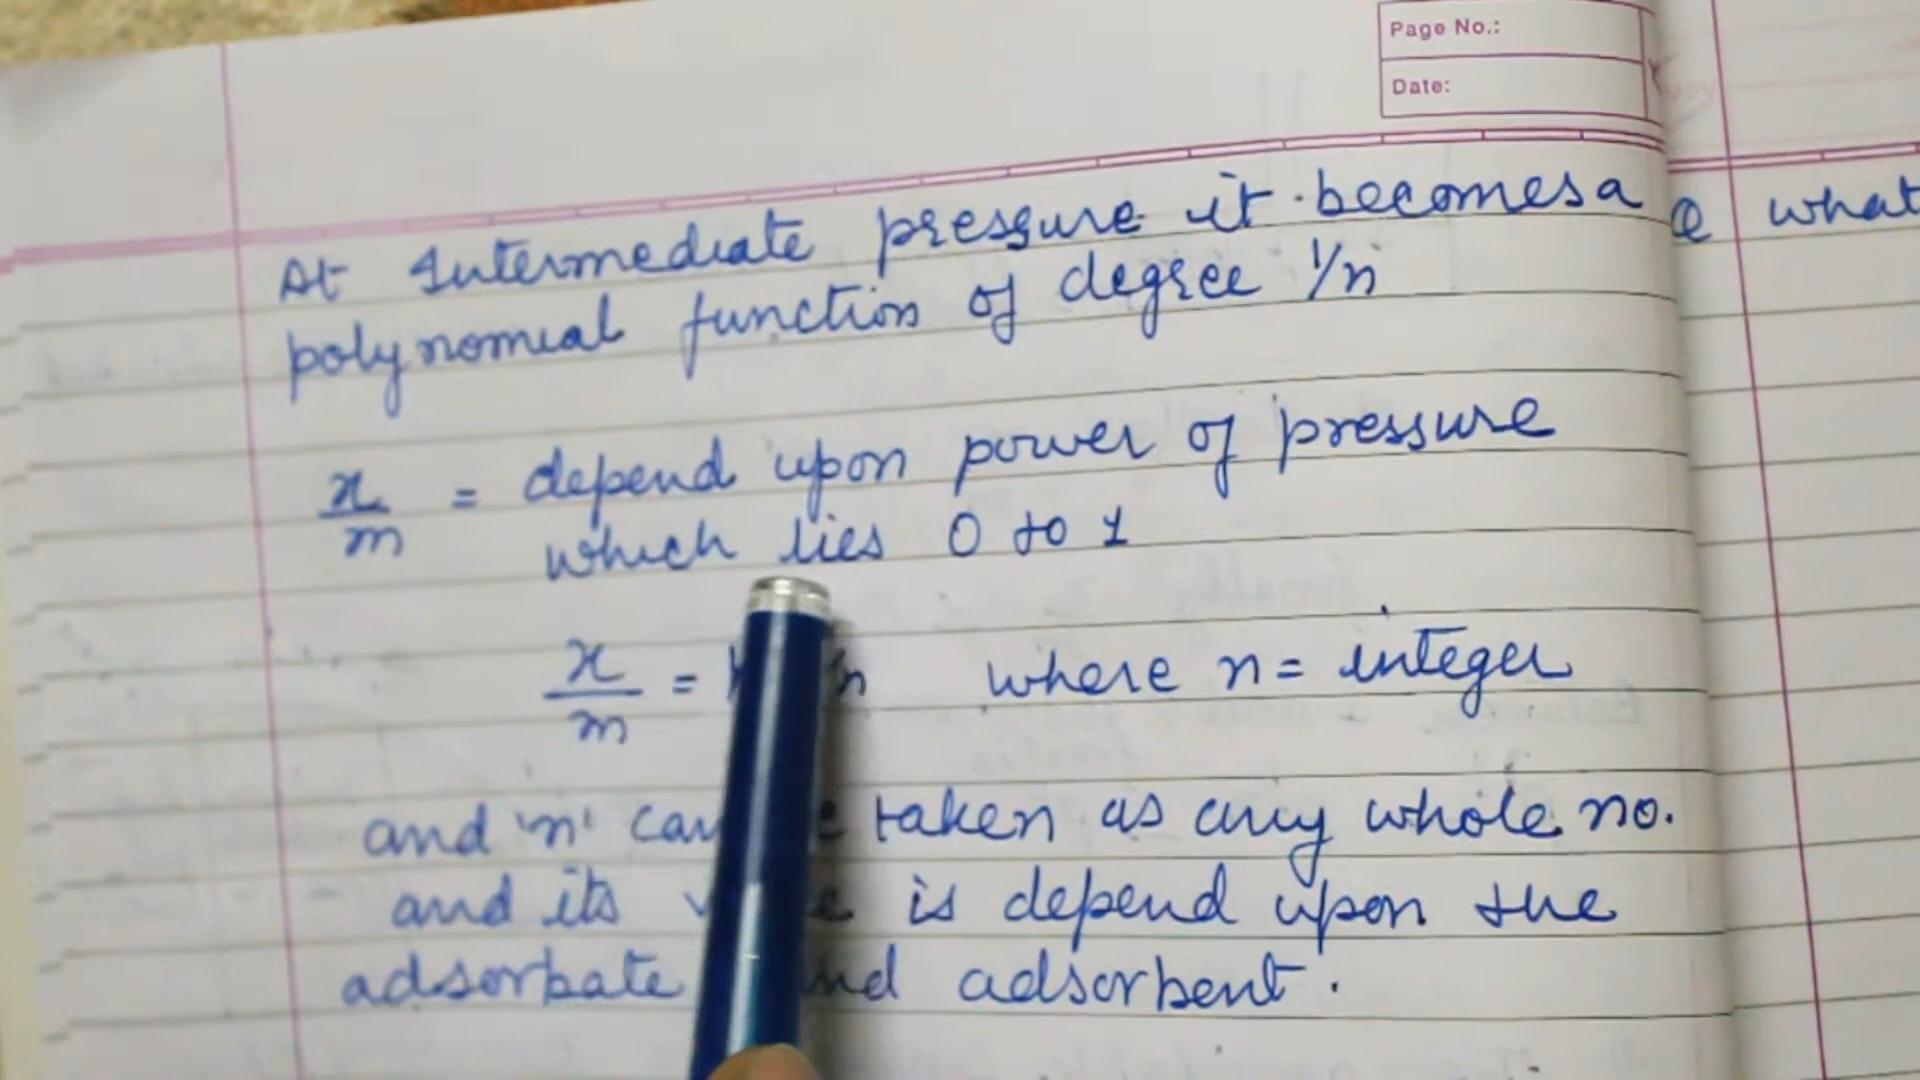 Page No.:
Date:
At Intermediate pressure it becomes a
polynomial function of degree 1/n
x/m = depend upon power of pressure
which lies 0 to 1
x/m = where n = integer
and 'n' taken as any whole no.
and its is depend upon the
adsorbate and adsorbent.
what